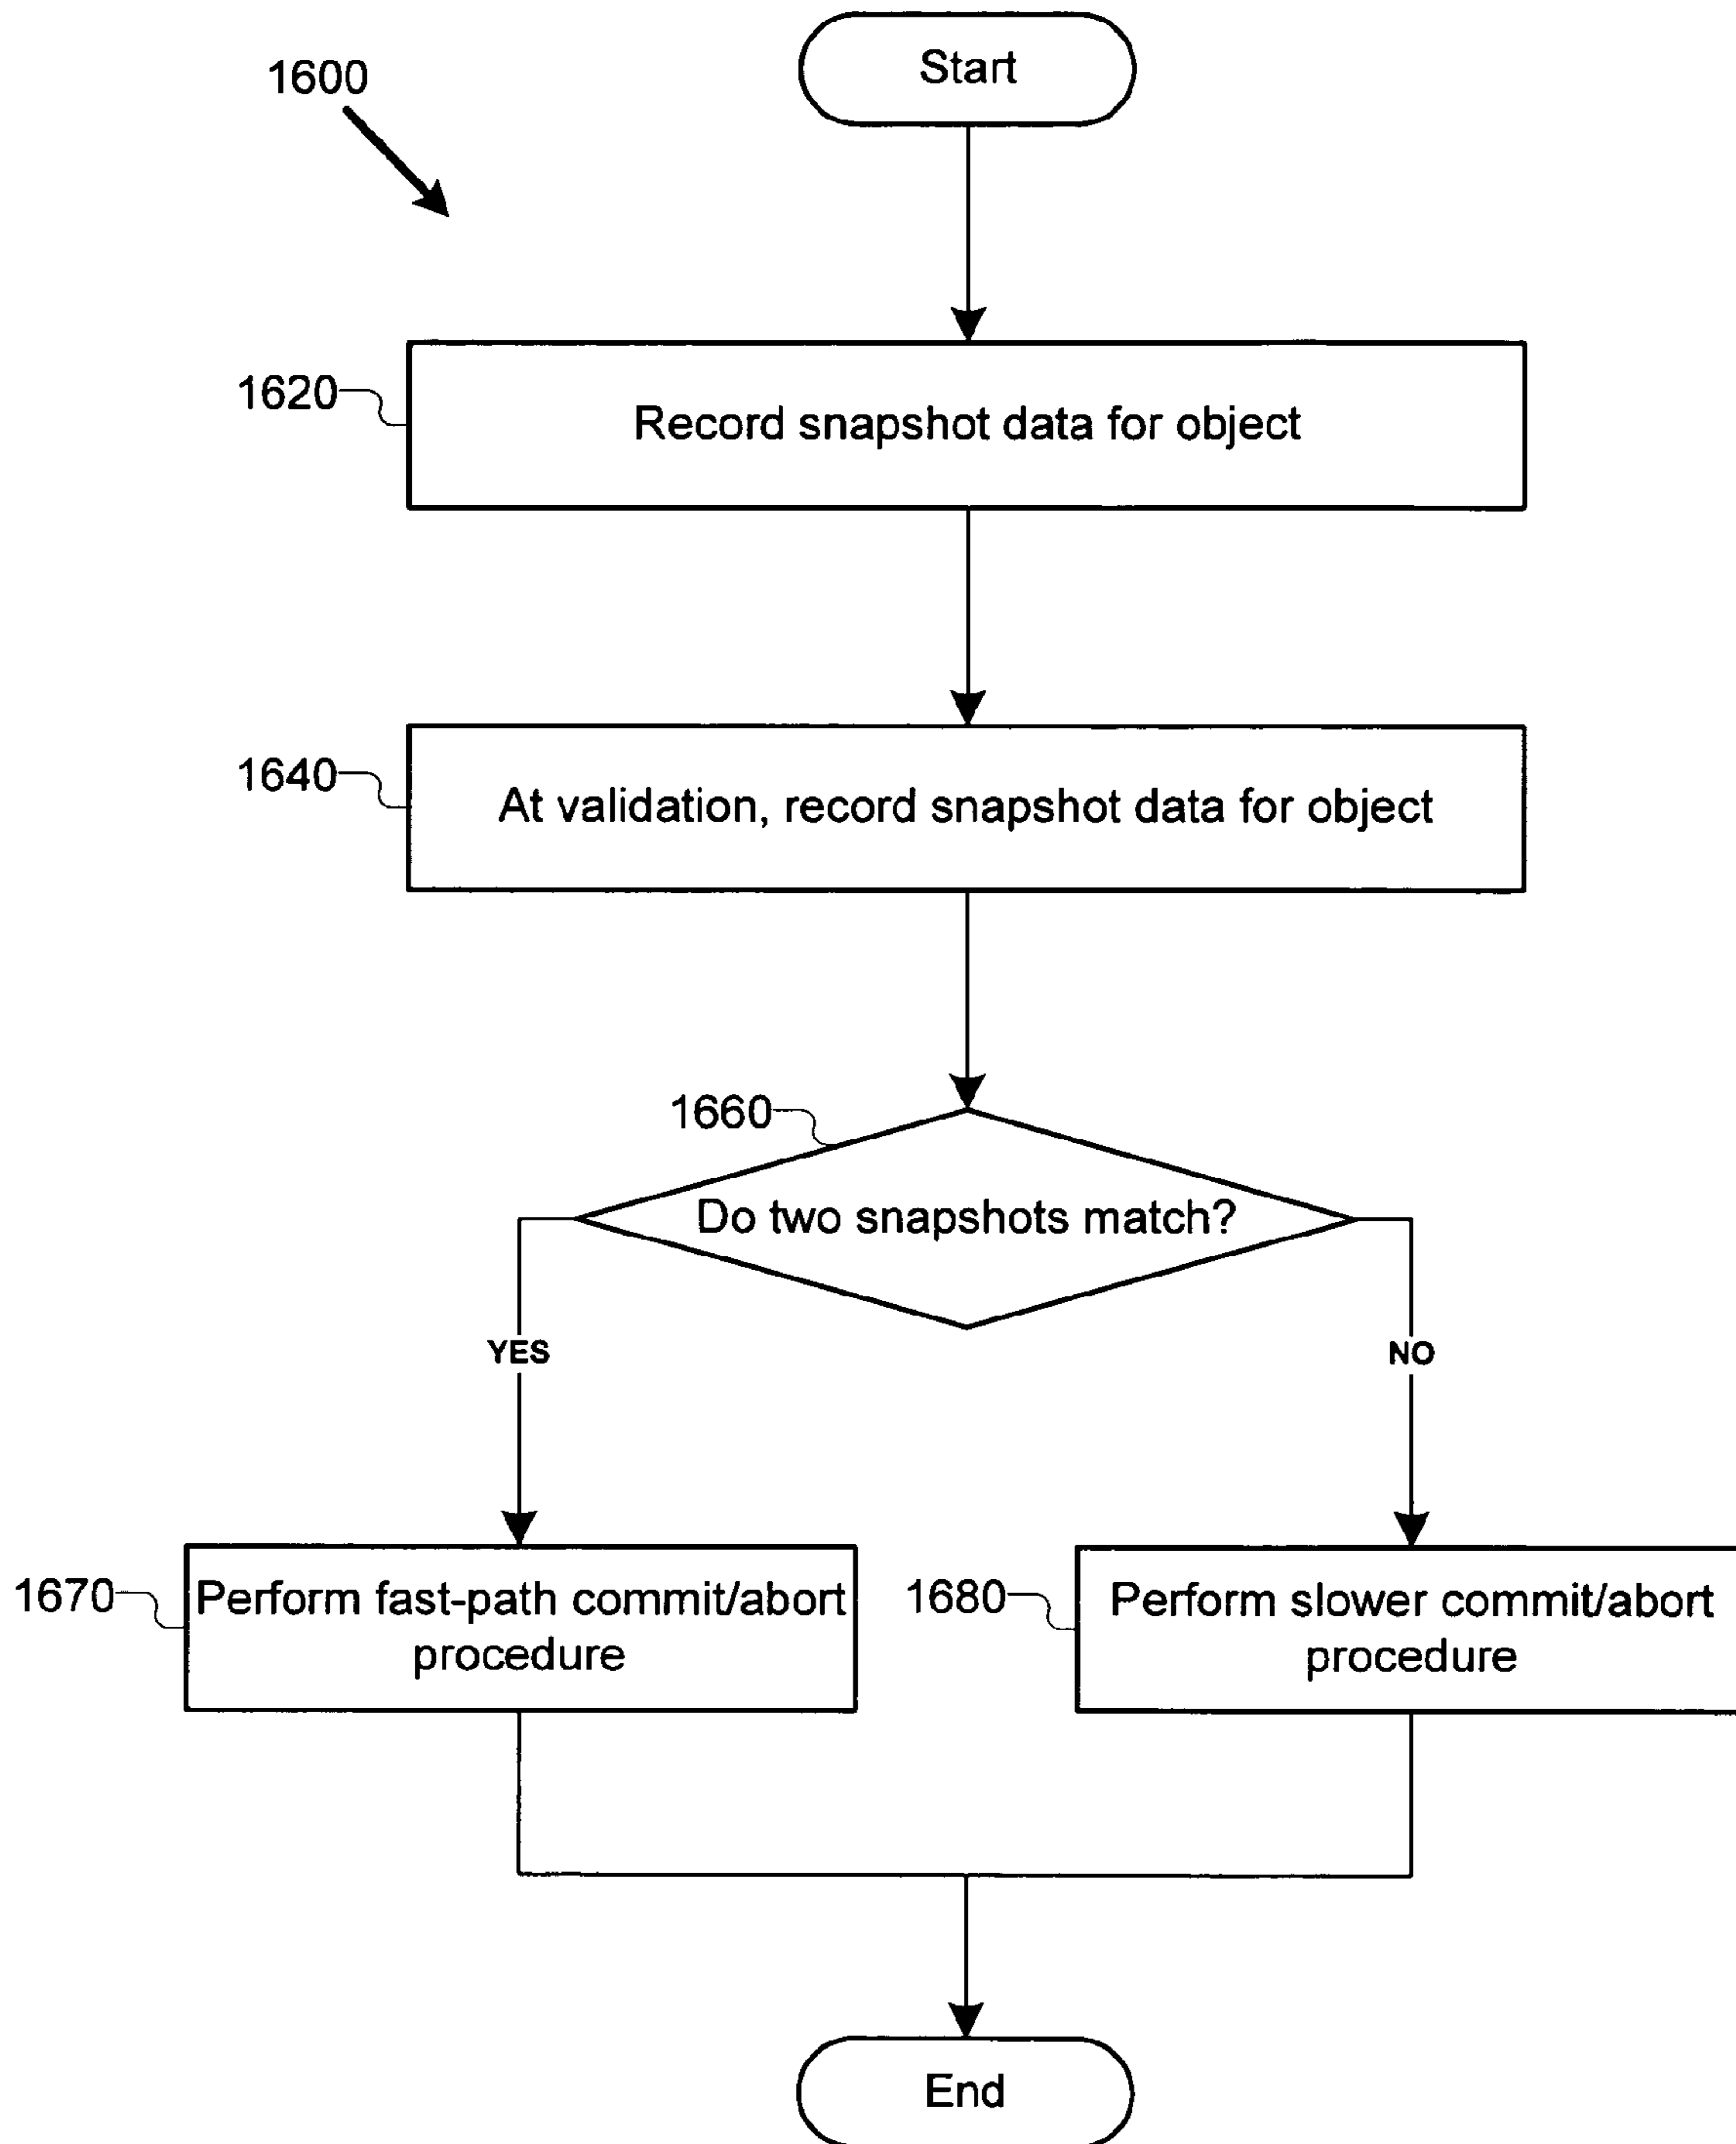 1600
Start
1620
Record snapshot data for object
1640
At validation, record snapshot data for object
1660
Do two snapshots match?
YES
NO
1670
Perform fast-path commit/abort
procedure
1680
Perform slower commit/abort
procedure
End